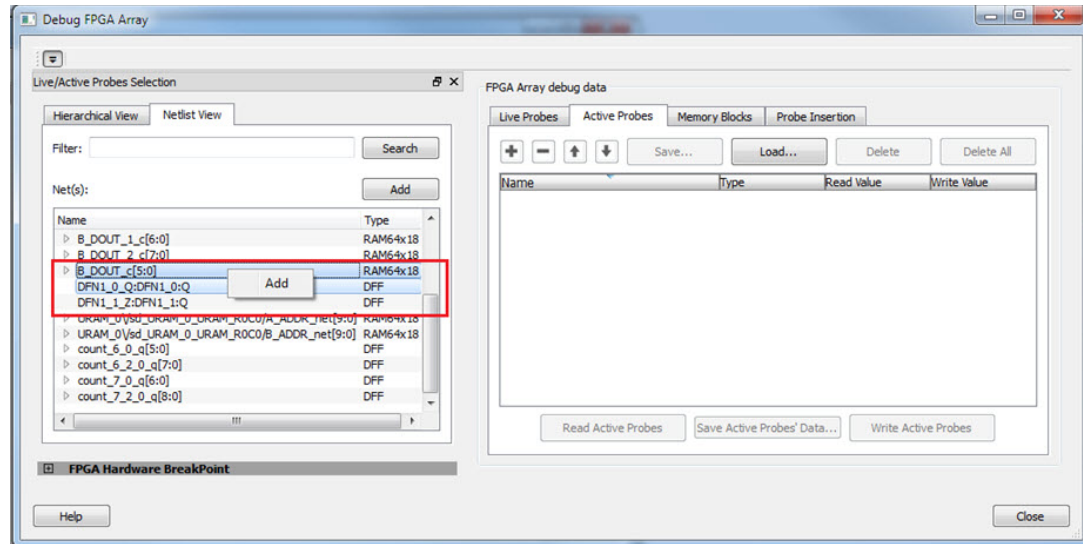 Debug FPGA Array
Live/Active Probes Selection
Hierarchical View Netlist View
Filter: Search
Net(s): Add
Name Type
B_DOUT_1_c[6:0] RAM64x18
B_DOUT_2_c[7:0] RAM64x18
B_DOUT_c[5:0] RAM64x18
DFN1_0_Q:DFN1_0:Q DFF
Add
DFN1_1_Z:DFN1_1:Q DFF
URAM_0\/sd_URAM_0_URAM_R0C0/A_ADDR_net[9:0] RAM64x18
URAM_0\/sd_URAM_0_URAM_R0C0/B_ADDR_net[9:0] RAM64x18
count_6_0_q[5:0] DFF
count_6_2_0_q[7:0] DFF
count_7_0_q[6:0] DFF
count_7_2_0_q[8:0] DFF
FPGA Hardware BreakPoint
Help
FPGA Array debug data
Live Probes Active Probes Memory Blocks Probe Insertion
Save... Load... Delete Delete All
Name Type Read Value Write Value
Read Active Probes Save Active Probes' Data... Write Active Probes
Close